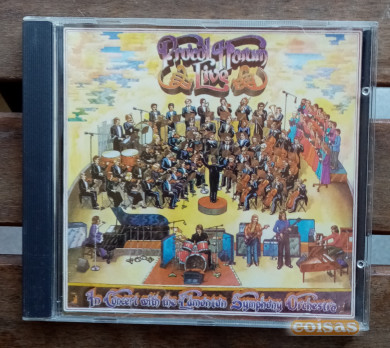 Procol Harum
Live
In Concert with the Edmonton Symphony Orchestra
coisas